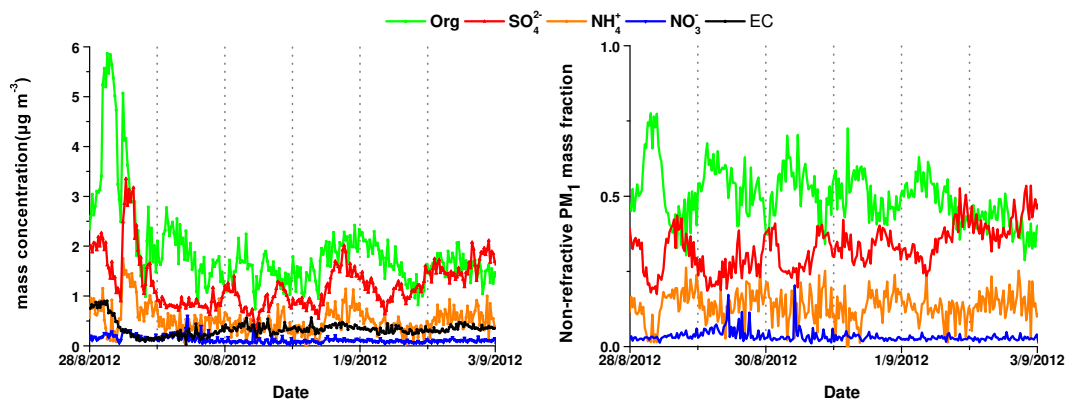 Org SO₄²⁻ NH₄⁺ NO₃⁻ EC
mass concentration(µg m⁻³)
6
5
4
3
2
1
0
28/8/2012 30/8/2012 1/9/2012 3/9/2012
Date
Non-refractive PM₁ mass fraction
1.0
0.5
0.0
28/8/2012 30/8/2012 1/9/2012 3/9/2012
Date